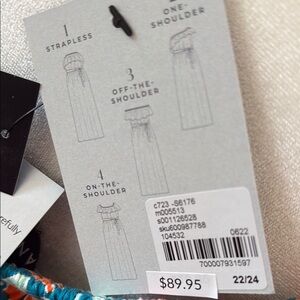 1
STRAPLESS
ONE-
SHOULDER
3
OFF-THE-
SHOULDER
4
ON-THE-
SHOULDER
c723 -S6176
m005513
s001126528
sku600987788
104532
0622
700007931597
$89.95
22/24
refully